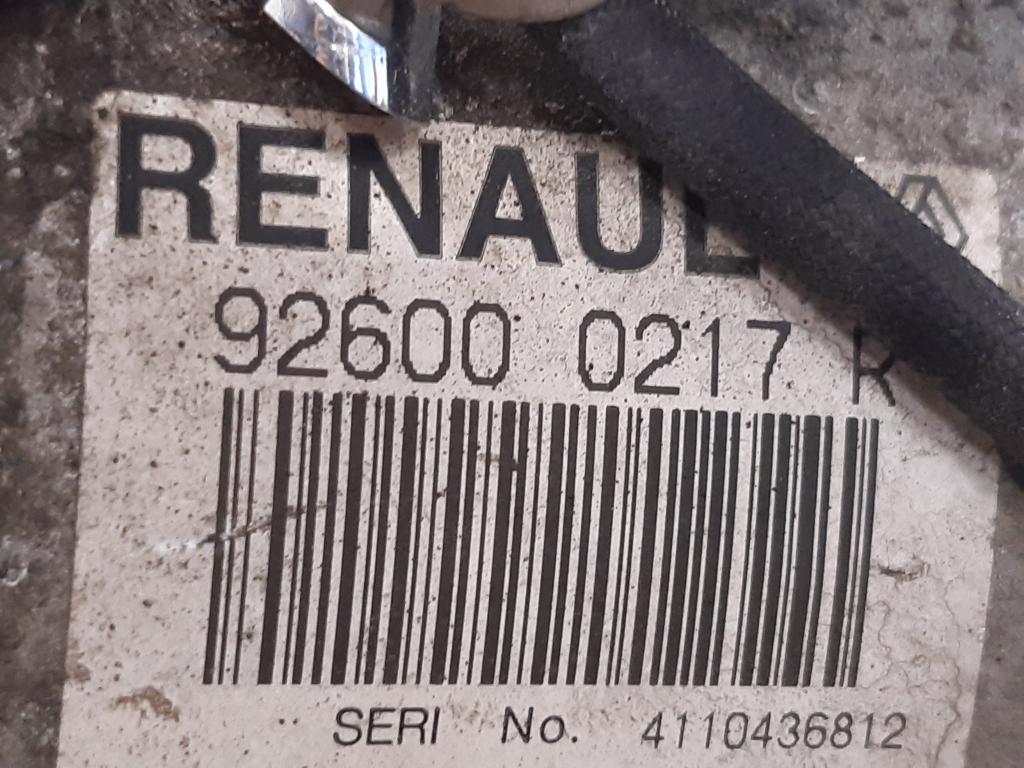 RENAUL
92600 0217 R
SERI No. 4110436812